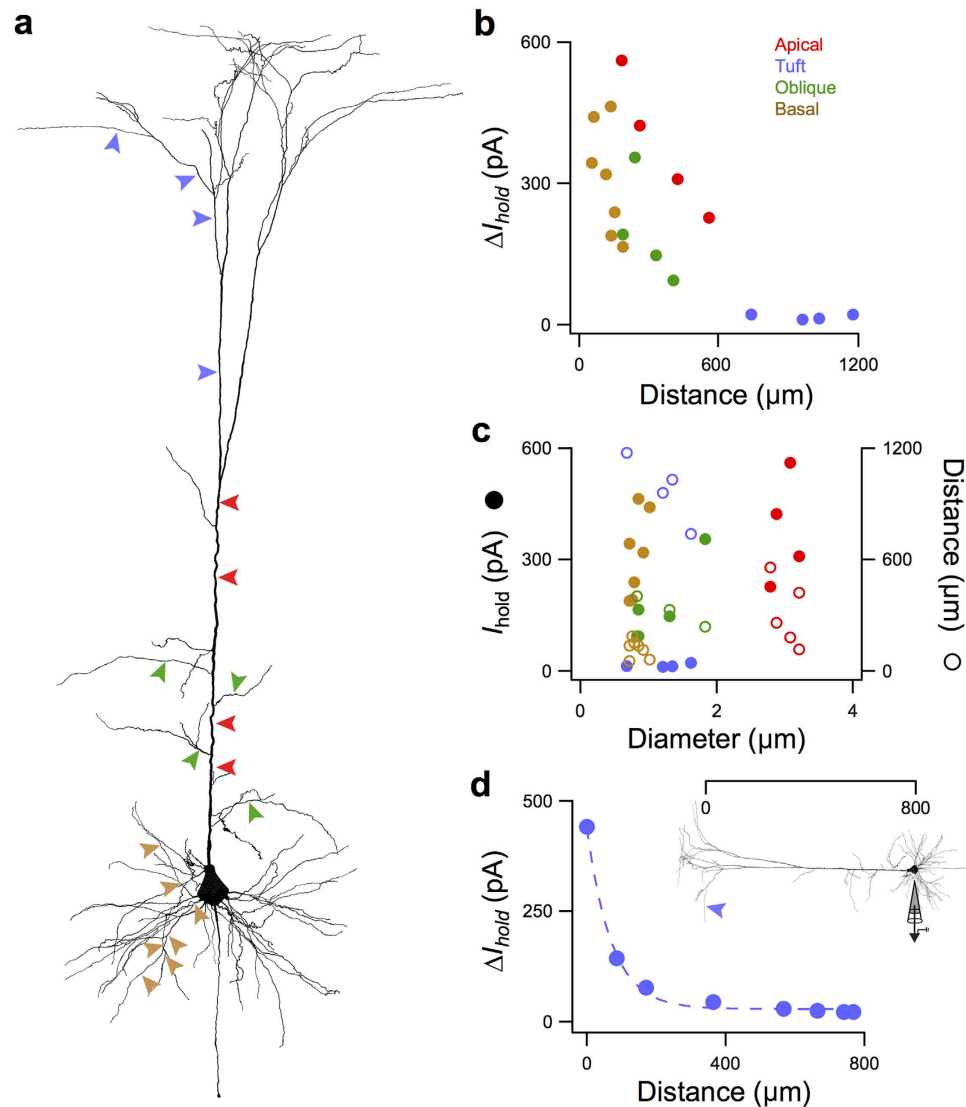 a
b
600
300
0
ΔIhold (pA)
Apical
Tuft
Oblique
Basal
0
600
1200
Distance (µm)
c
600
300
0
Ihold (pA)
1200
600
0
Distance (µm)
0
2
4
Diameter (µm)
d
500
250
0
ΔIhold (pA)
0
800
0
400
800
Distance (µm)